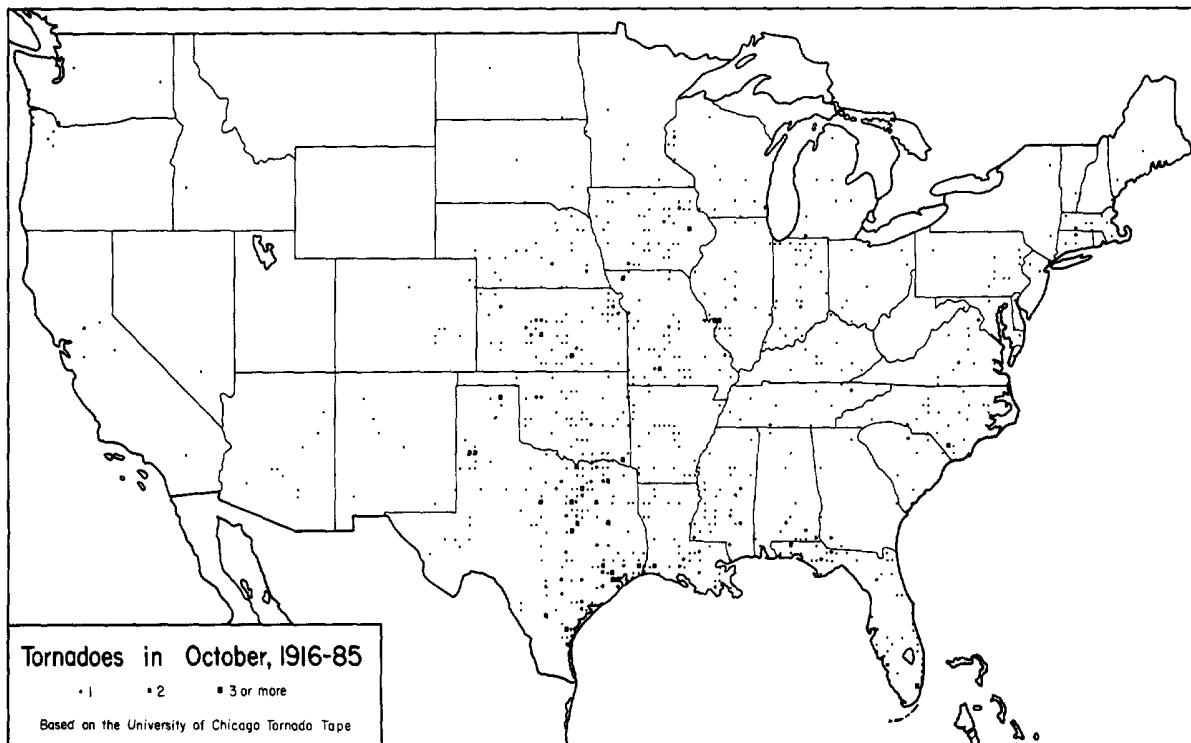 Tornadoes in October, 1916-85
1 2 3 or more
Based on the University of Chicago Tornado Tape